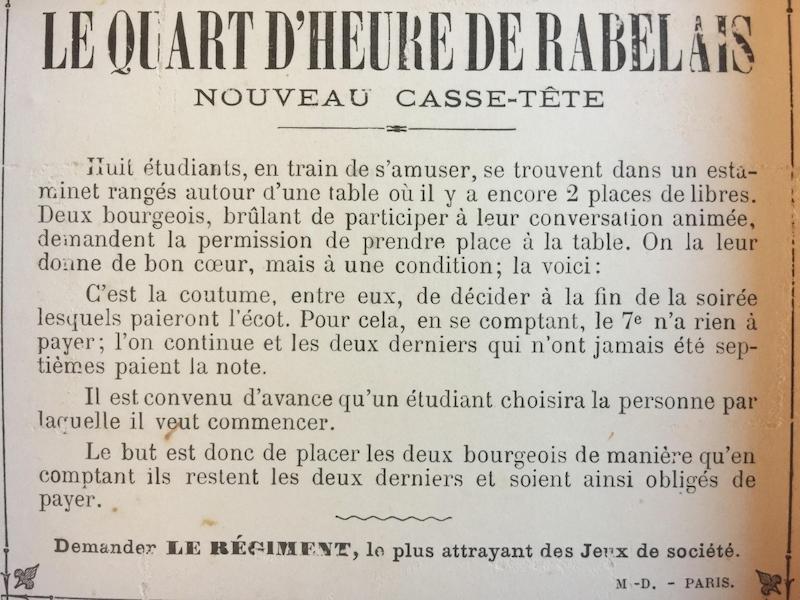 LE QUART D'HEURE DE RABELAIS
NOUVEAU CASSE-TÊTE
Huit étudiants, en train de s'amuser, se trouvent dans un esta-
minet rangés autour d'une table où il y a encore 2 places de libres.
Deux bourgeois, brûlant de participer à leur conversation animée,
demandent la permission de prendre place à la table. On la leur
donne de bon cœur, mais à une condition; la voici:
C'est la coutume, entre eux, de décider à la fin de la soirée
lesquels paieront l'écot. Pour cela, en se comptant, le 7e n'a rien à
payer; l'on continue et les deux derniers qui n'ont jamais été sep-
tièmes paient la note.
Il est convenu d'avance qu'un étudiant choisira la personne par
laquelle il veut commencer.
Le but est donc de placer les deux bourgeois de manière qu'en
comptant ils restent les deux derniers et soient ainsi obligés de
payer.
Demander LE RÉGIMENT, le plus attrayant des Jeux de société.
M.-D. - PARIS.